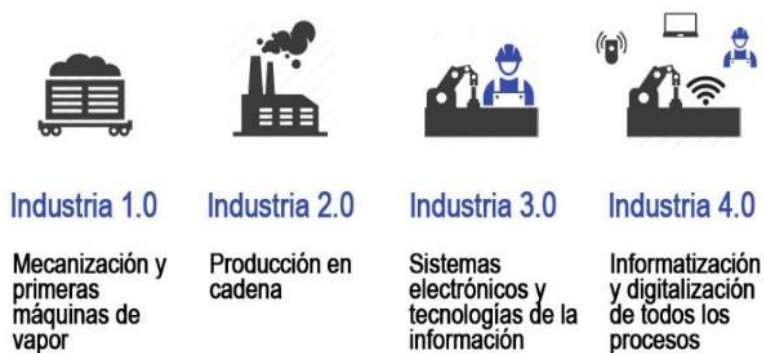 Industria 1.0
Mecanización y
primeras
máquinas de
vapor
Industria 2.0
Producción en
cadena
Industria 3.0
Sistemas
electrónicos y
tecnologías de la
información
Industria 4.0
Informatización
y digitalización
de todos los
procesos